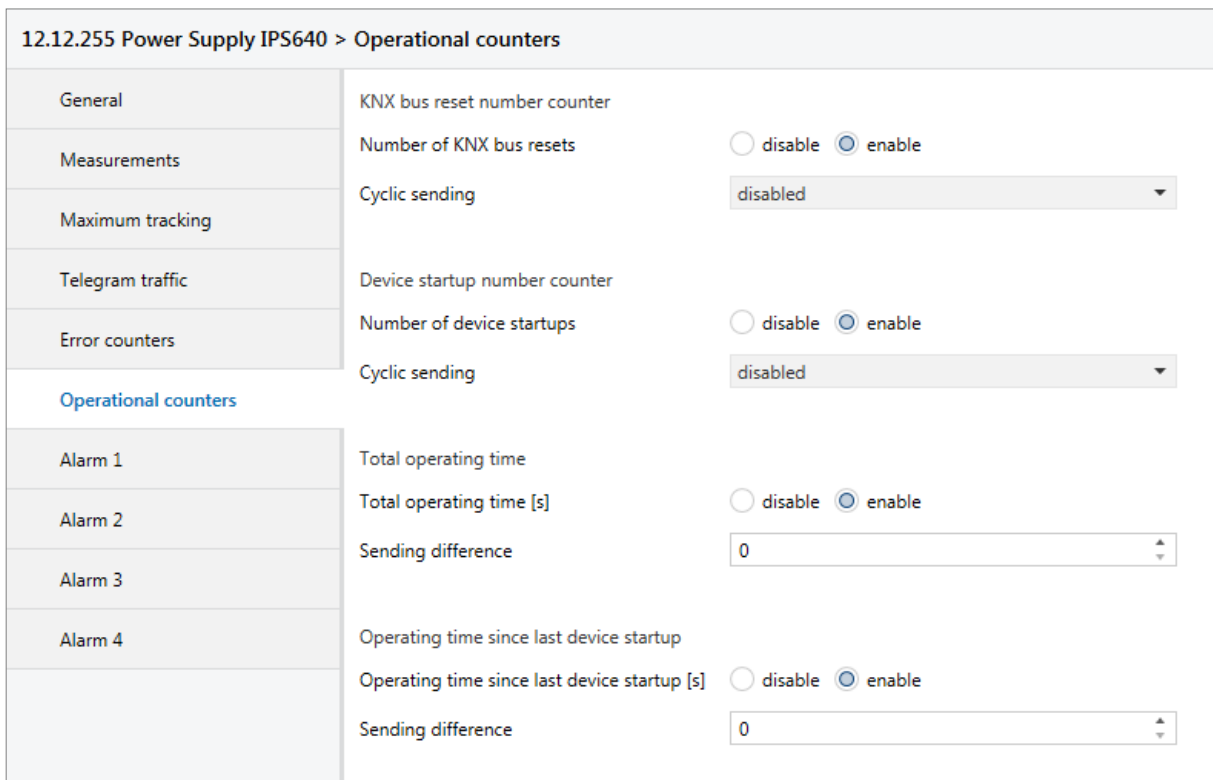 12.12.255 Power Supply IPS640 > Operational counters
General
Measurements
Maximum tracking
Telegram traffic
Error counters
Operational counters
Alarm 1
Alarm 2
Alarm 3
Alarm 4
KNX bus reset number counter
Number of KNX bus resets disable enable
Cyclic sending disabled
Device startup number counter
Number of device startups disable enable
Cyclic sending disabled
Total operating time
Total operating time [s] disable enable
Sending difference 0
Operating time since last device startup
Operating time since last device startup [s] disable enable
Sending difference 0